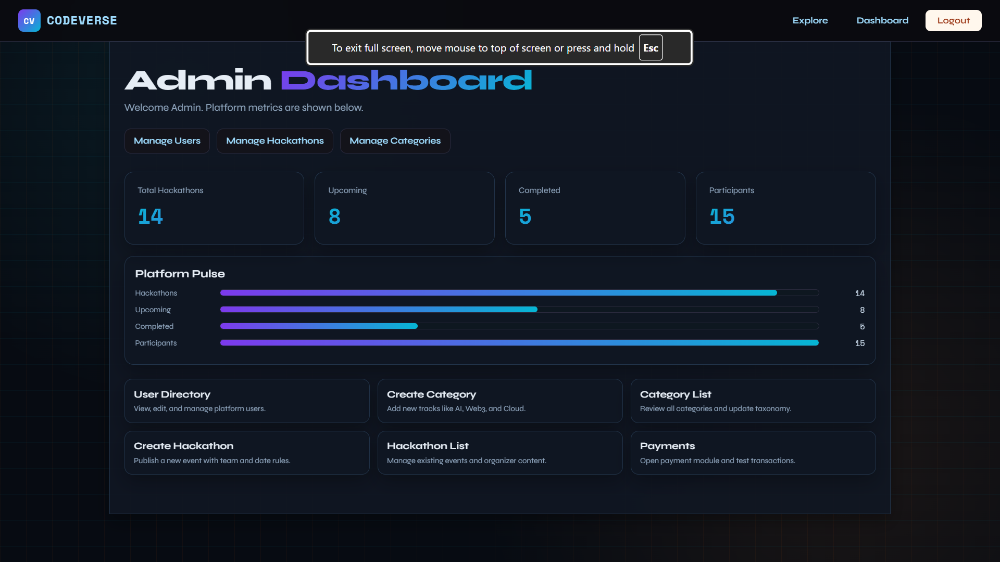 CV CODEVERSE
Explore Dashboard Logout
To exit full screen, move mouse to top of screen or press and hold Esc
Admin Dashboard
Welcome Admin. Platform metrics are shown below.
Manage Users Manage Hackathons Manage Categories
Total Hackathons
14
Upcoming
8
Completed
5
Participants
15
Platform Pulse
Hackathons 14
Upcoming 8
Completed 5
Participants 15
User Directory
View, edit, and manage platform users.
Create Category
Add new tracks like AI, Web3, and Cloud.
Category List
Review all categories and update taxonomy.
Create Hackathon
Publish a new event with team and date rules.
Hackathon List
Manage existing events and organizer content.
Payments
Open payment module and test transactions.